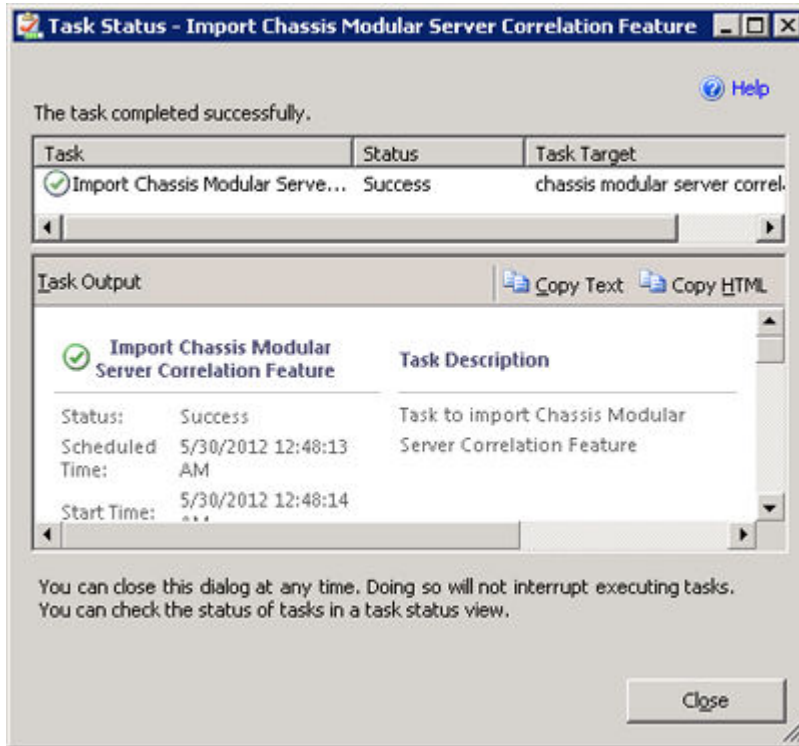 Task Status - Import Chassis Modular Server Correlation Feature
Help
The task completed successfully.
Task Status Task Target
Import Chassis Modular Serve... Success chassis modular server correl
Task Output Copy Text Copy HTML
Import Chassis Modular
Server Correlation Feature
Task Description
Status: Success
Scheduled Time: 5/30/2012 12:48:13 AM
Start Time: 5/30/2012 12:48:14
Task to import Chassis Modular
Server Correlation Feature
You can close this dialog at any time. Doing so will not interrupt executing tasks.
You can check the status of tasks in a task status view.
Close